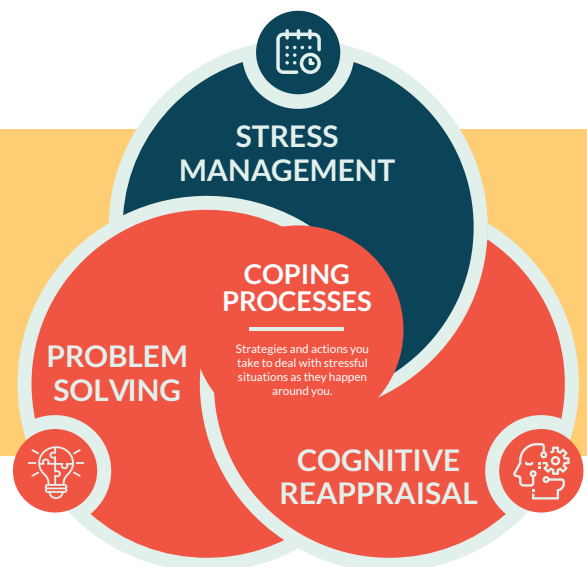 STRESS
MANAGEMENT
COPING
PROCESSES
Strategies and actions you
take to deal with stressful
situations as they happen
around you.
PROBLEM
SOLVING
COGNITIVE
REAPPRAISAL